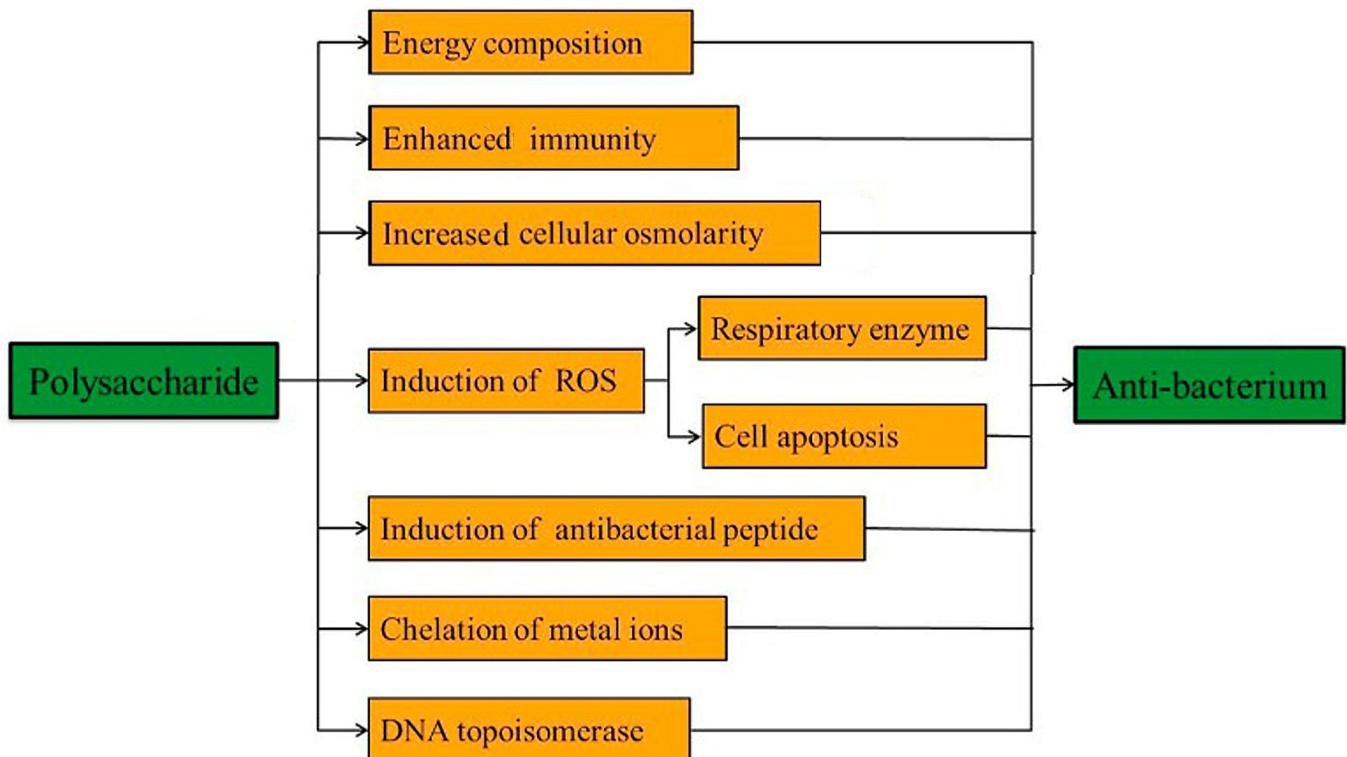 Energy composition
Enhanced immunity
Increased cellular osmolarity
Polysaccharide
Induction of ROS
Respiratory enzyme
Cell apoptosis
Anti-bacterium
Induction of antibacterial peptide
Chelation of metal ions
DNA topoisomerase